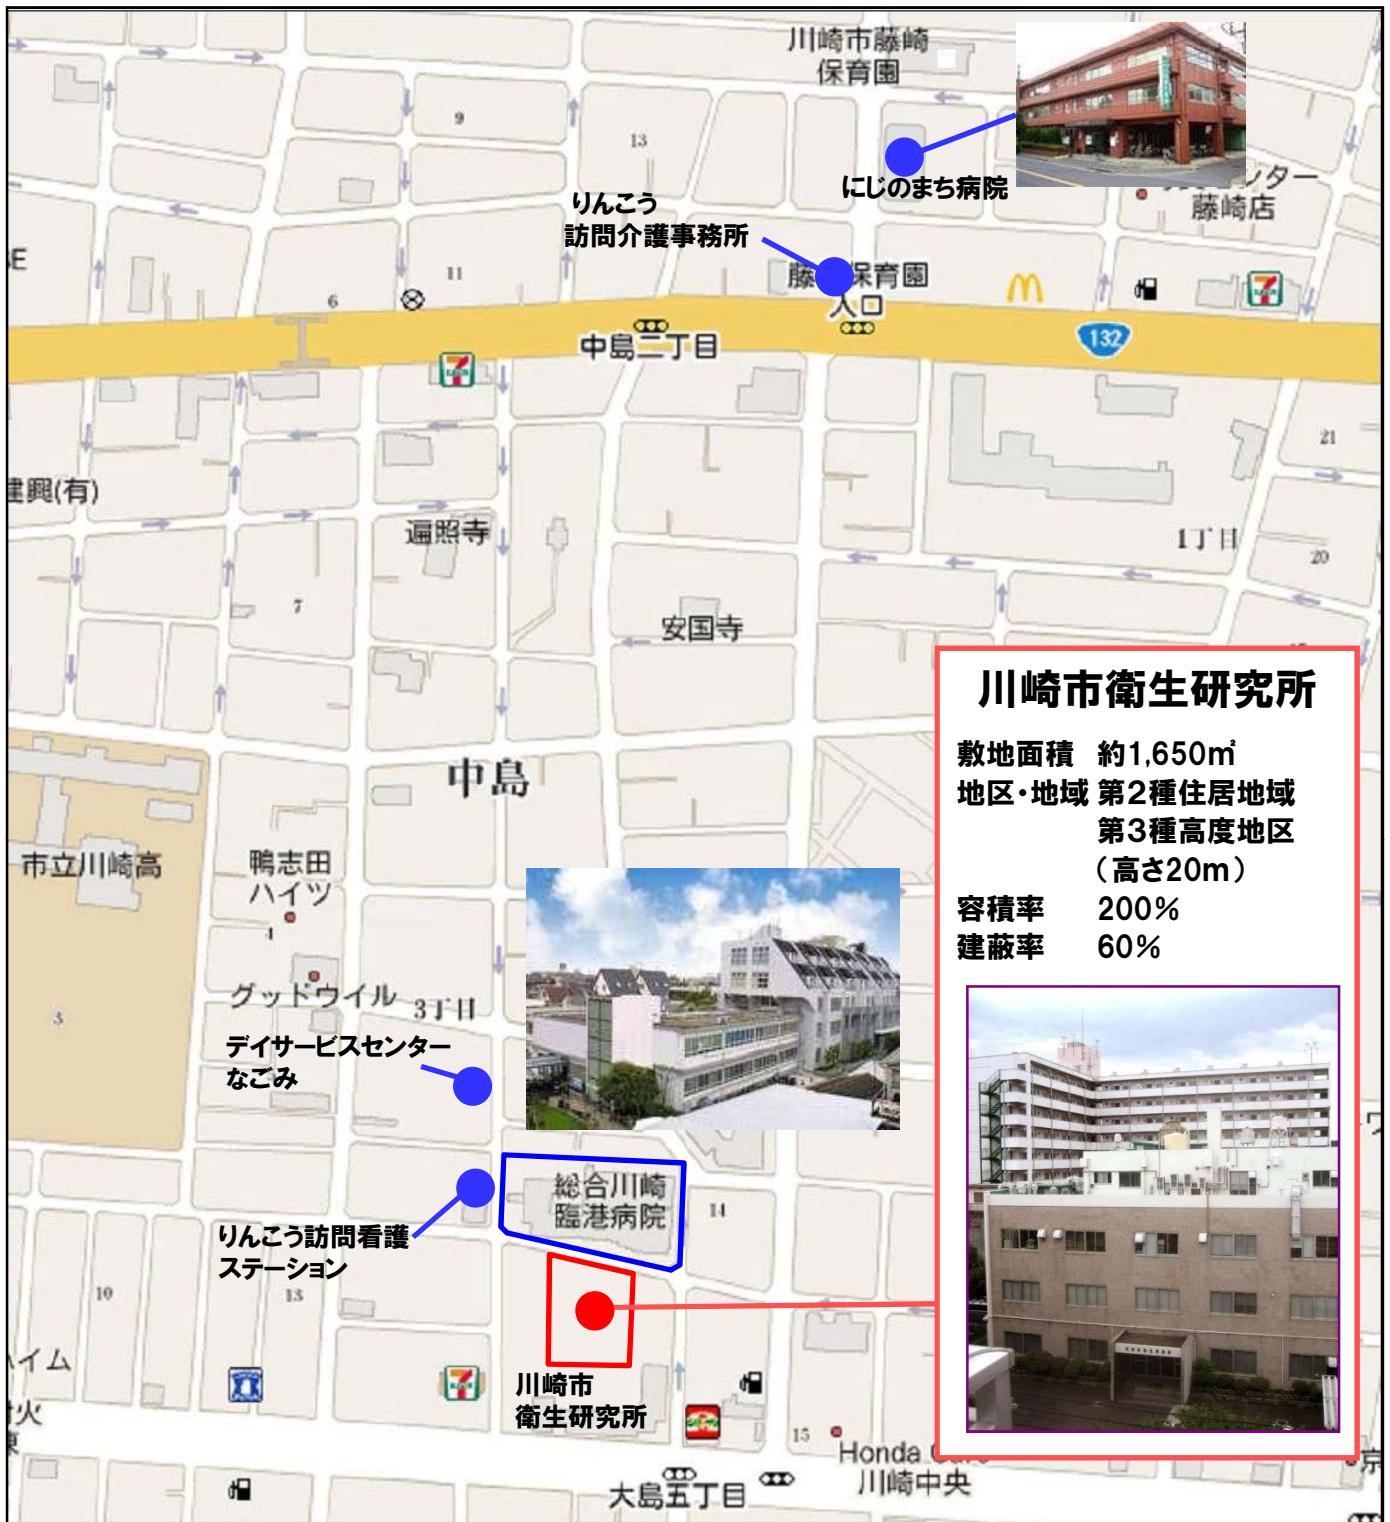 川崎市藤崎
保育園
9
13
にじのまち病院
りんこう
訪問介護事務所
藤崎店
11
6
保育園
入口
中島二丁目
132
21
建興(有)
遍照寺
1丁目
20
7
安国寺
川崎市衛生研究所
敷地面積 約1,650㎡
地区・地域 第2種住居地域
第3種高度地区
（高さ20m）
容積率 200%
建蔽率 60%
中島
市立川崎高
鴨志田
ハイツ
4
グッドウイル
3丁目
3
デイサービスセンター
なごみ
総合川崎
臨港病院
14
りんこう訪問看護
ステーション
10
13
ハイム
川崎市
衛生研究所
15
Honda
川崎中央
大島五丁目